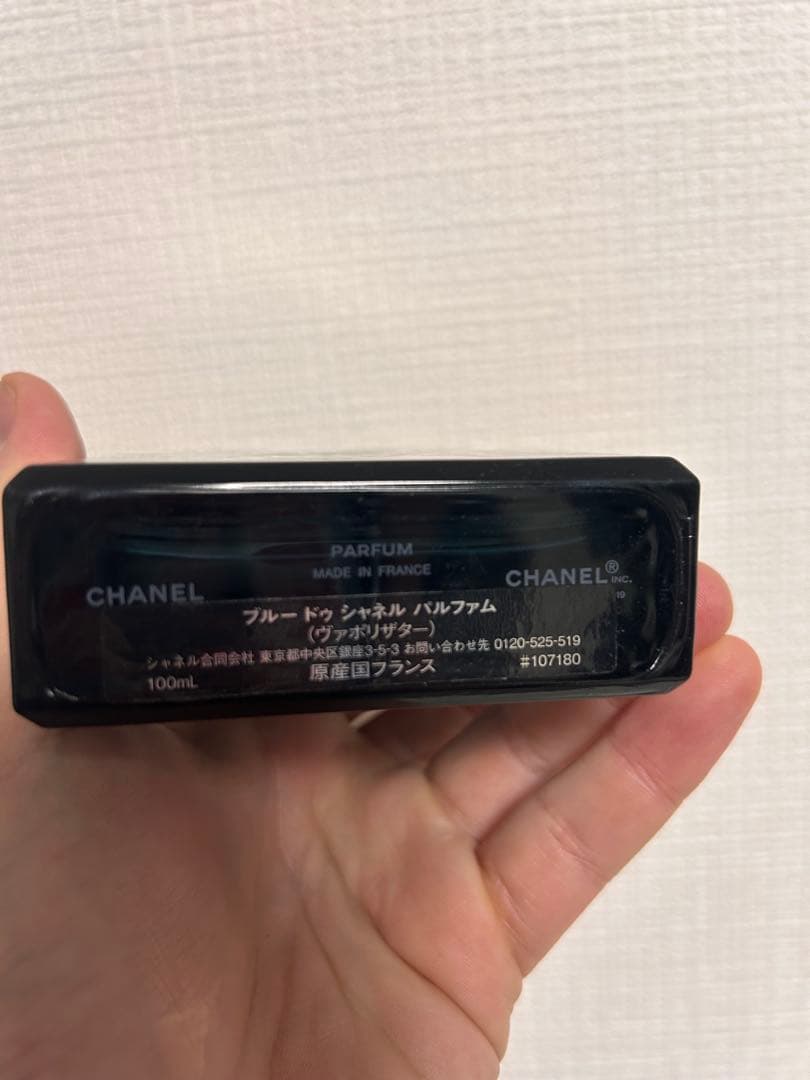 PARFUM
MADE IN FRANCE
CHANEL
CHANEL® INC.
19
ブルー ドゥ シャネル パルファム
(ヴァポリザター)
シャネル合同会社 東京都中央区銀座3-5-3 お問い合わせ先 0120-525-519
100mL 原産国フランス #107180